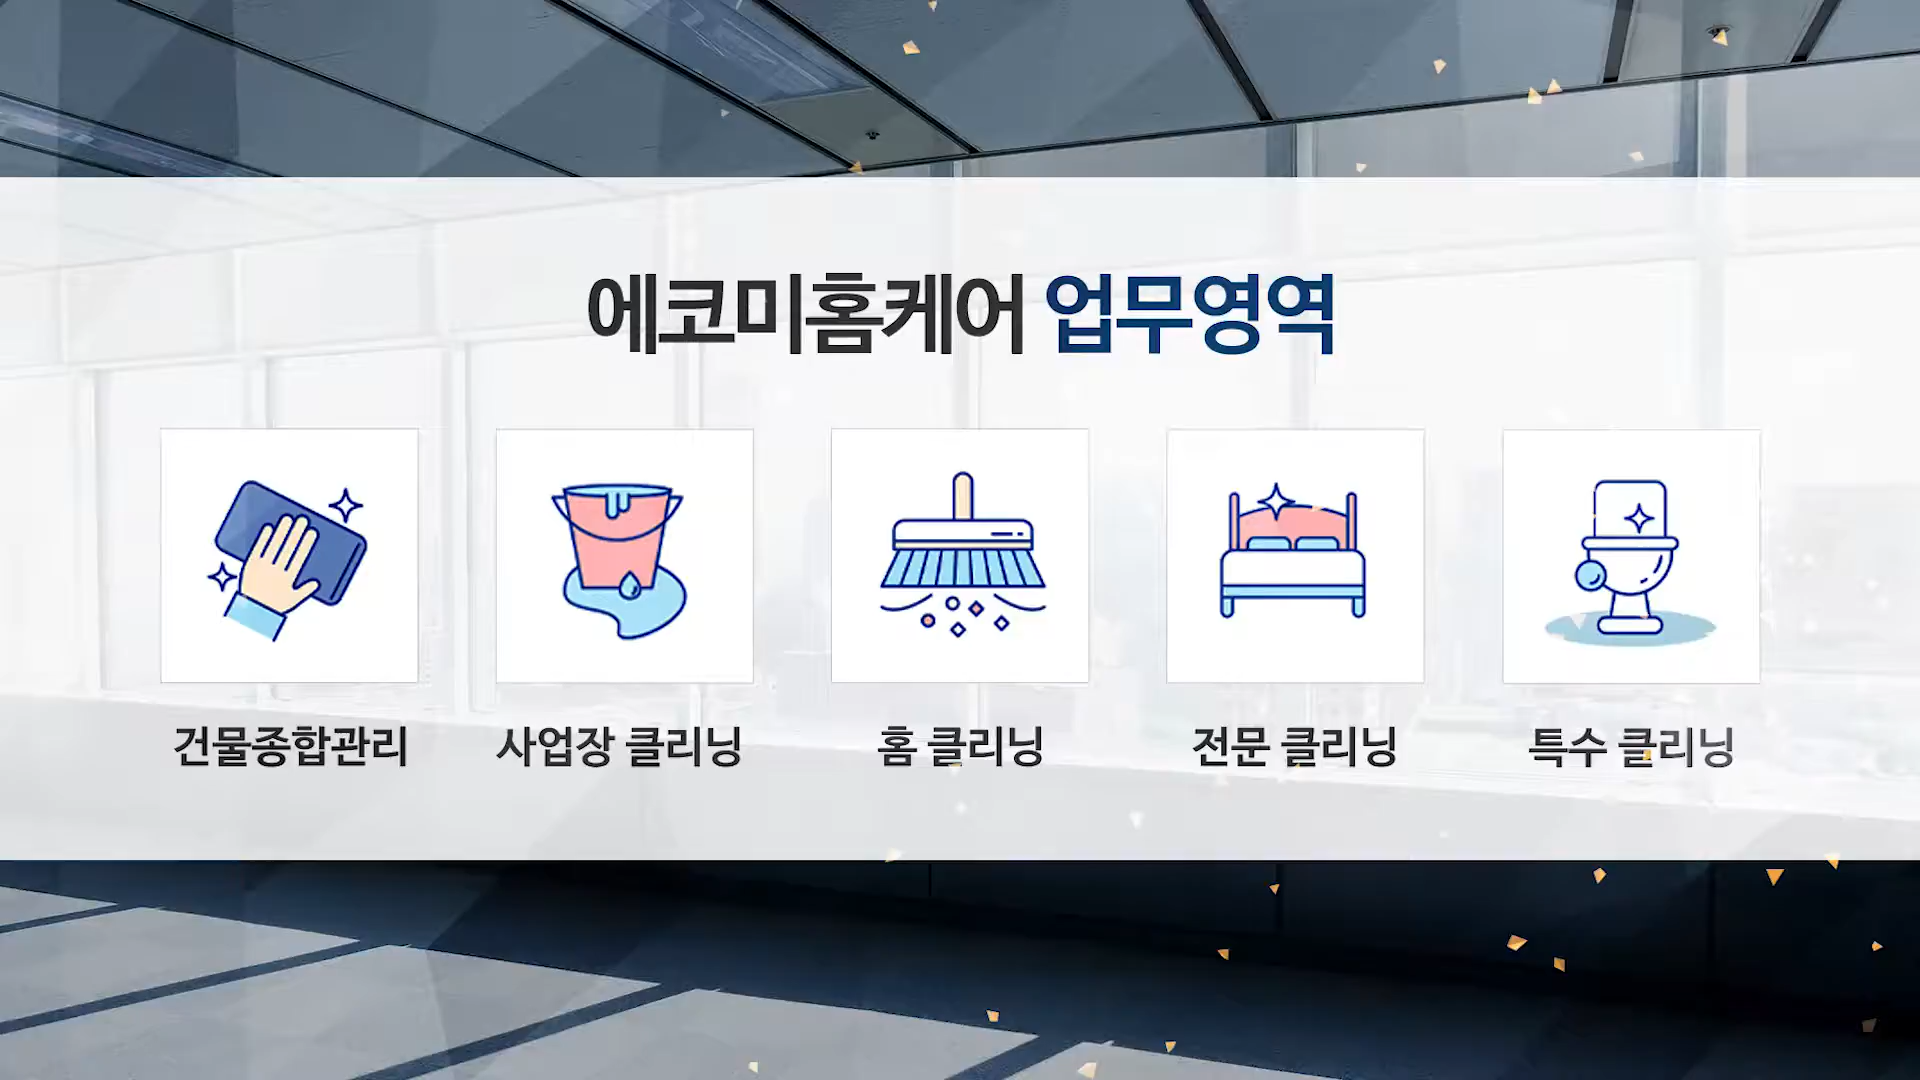 에코미홈케어 업무영역
건물종합관리
사업장 클리닝
홈 클리닝
전문 클리닝
특수 클리닝